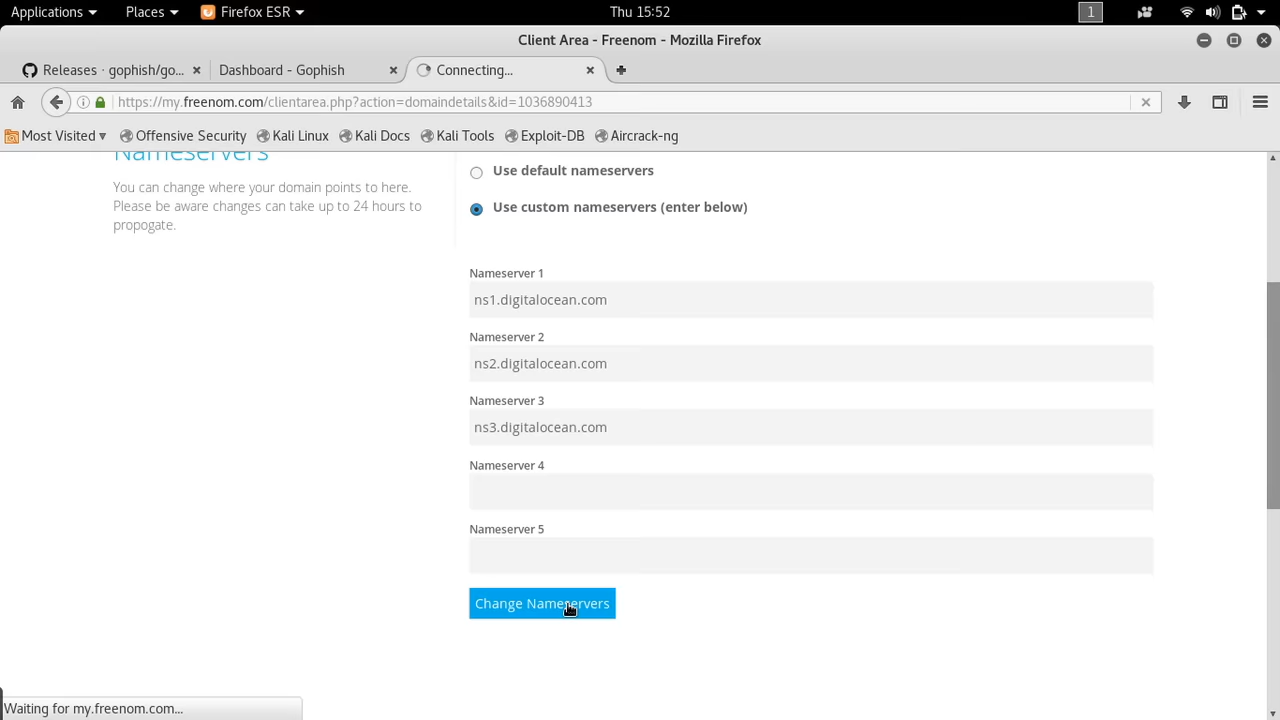 Applications Places Firefox ESR Thu 15:52 1
Client Area - Freenom - Mozilla Firefox
Releases · gophish/go... Dashboard - Gophish Connecting...
https://my.freenom.com/clientarea.php?action=domaindetails&id=1036890413
Most Visited Offensive Security Kali Linux Kali Docs Kali Tools Exploit-DB Aircrack-ng
Nameservers
You can change where your domain points to here.
Please be aware changes can take up to 24 hours to
propogate.
Use default nameservers
Use custom nameservers (enter below)
Nameserver 1
ns1.digitalocean.com
Nameserver 2
ns2.digitalocean.com
Nameserver 3
ns3.digitalocean.com
Nameserver 4
Nameserver 5
Change Nameservers
Waiting for my.freenom.com...